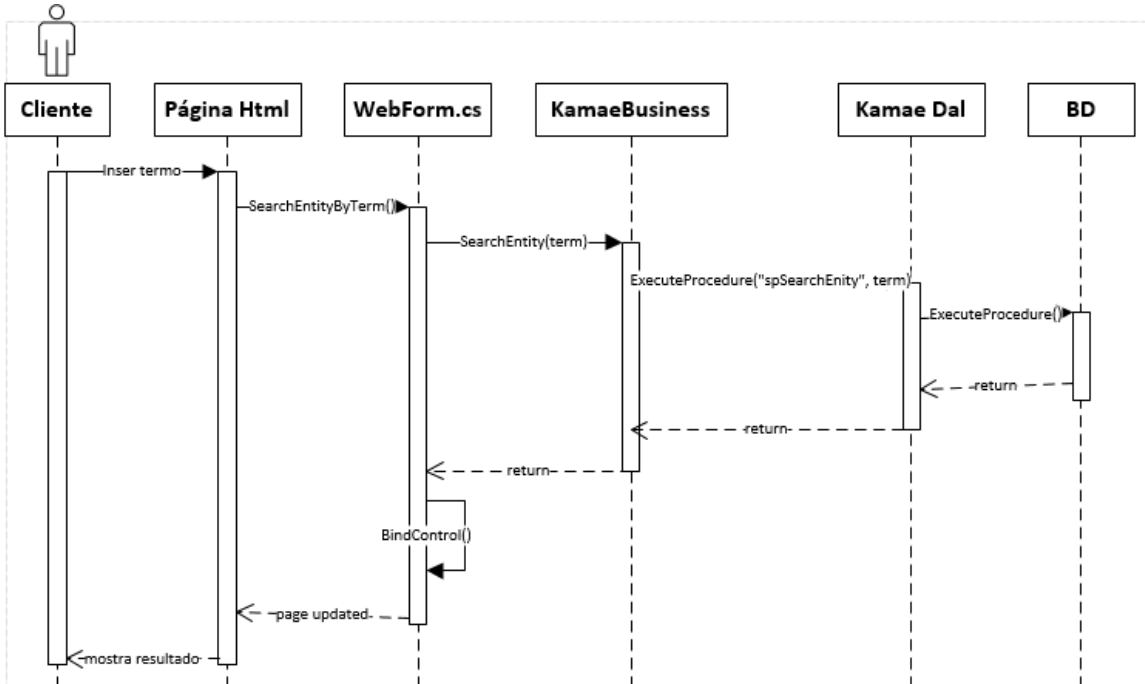 Cliente
Página Html
WebForm.cs
KamaeBusiness
Kamae Dal
BD
Inser termo
SearchEntityByTerm()
SearchEntity(term)
ExecuteProcedure("spSearchEnity", term)
ExecuteProcedure()
return
return
return
BindControl()
page updated
mostra resultado